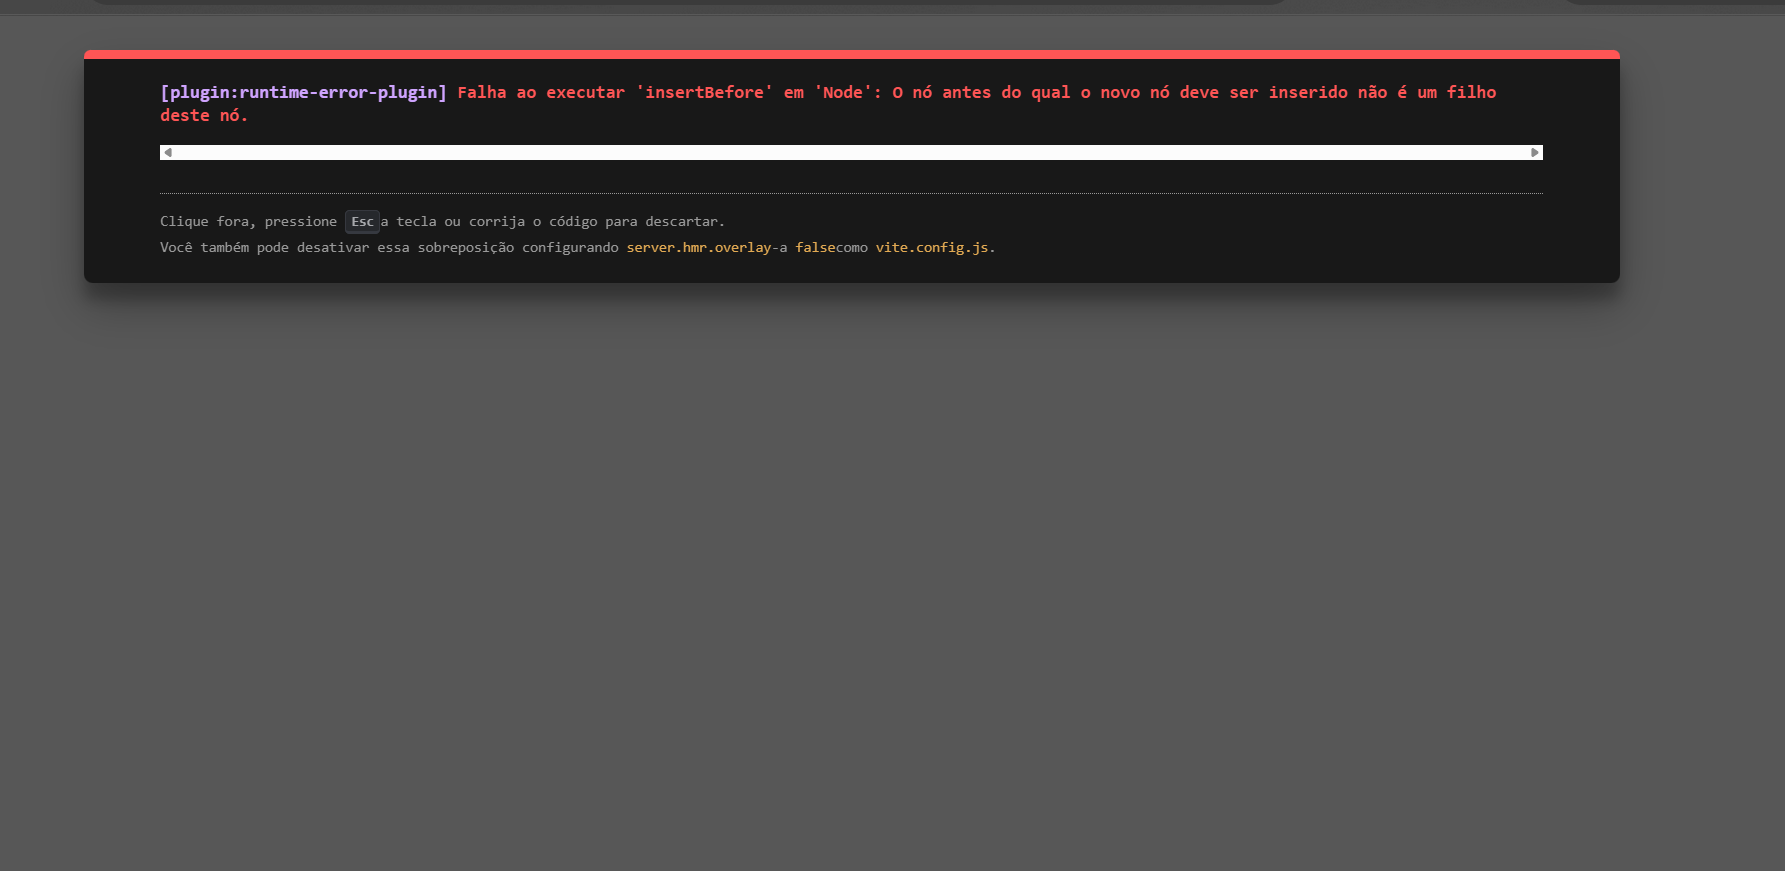 [plugin:runtime-error-plugin] Falha ao executar 'insertBefore' em 'Node': O nó antes do qual o novo nó deve ser inserido não é um filho
deste nó.
Clique fora, pressione Esc a tecla ou corrija o código para descartar.
Você também pode desativar essa sobreposição configurando server.hmr.overlay-a falsecomo vite.config.js.